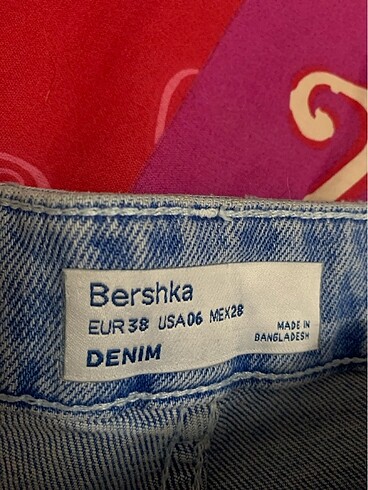 Bershka
EUR 38 USA 06 MEX 28
DENIM
MADE IN
BANGLADESH